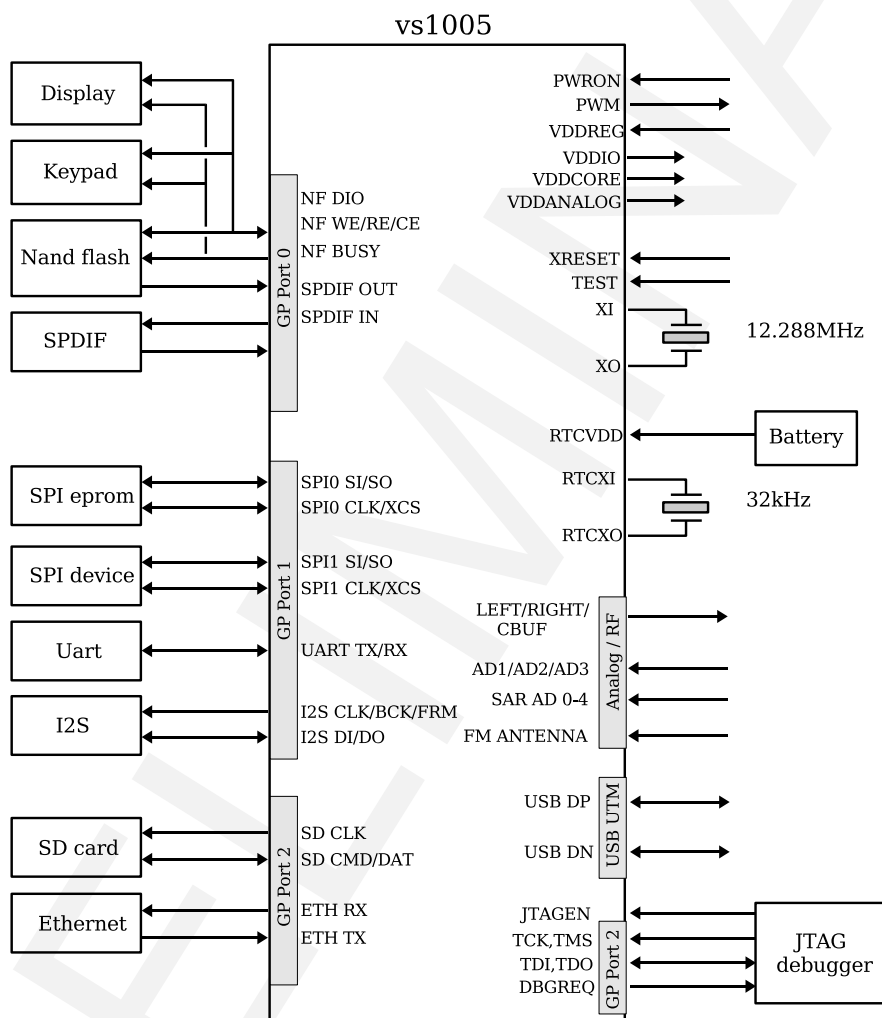 vs1005
Display
Keypad
Nand flash
SPDIF
GP Port 0
NF DIO
NF WE/RE/CE
NF BUSY
SPDIF OUT
SPDIF IN
SPI eprom
SPI device
Uart
I2S
GP Port 1
SPI0 SI/SO
SPI0 CLK/XCS
SPI1 SI/SO
SPI1 CLK/XCS
UART TX/RX
I2S CLK/BCK/FRM
I2S DI/DO
SD card
Ethernet
GP Port 2
SD CLK
SD CMD/DAT
ETH RX
ETH TX
PWRON
PWM
VDDREG
VDDIO
VDDCORE
VDDANALOG
XRESET
TEST
XI
XO
12.288MHz
RTCVDD
Battery
RTCXI
RTCXO
32kHz
LEFT/RIGHT/
CBUF
AD1/AD2/AD3
SAR AD 0-4
FM ANTENNA
Analog / RF
USB DP
USB DN
USB UTM
JTAGEN
TCK,TMS
TDI,TDO
DBGREQ
GP Port 2
JTAG
debugger